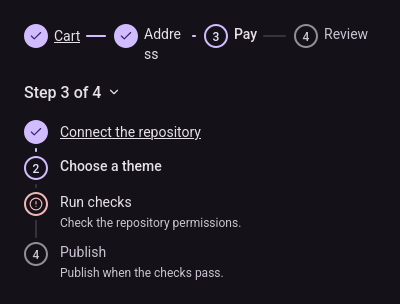 Cart
Addre
ss
3 Pay
4 Review
Step 3 of 4
Connect the repository
2 Choose a theme
Run checks
Check the repository permissions.
4 Publish
Publish when the checks pass.